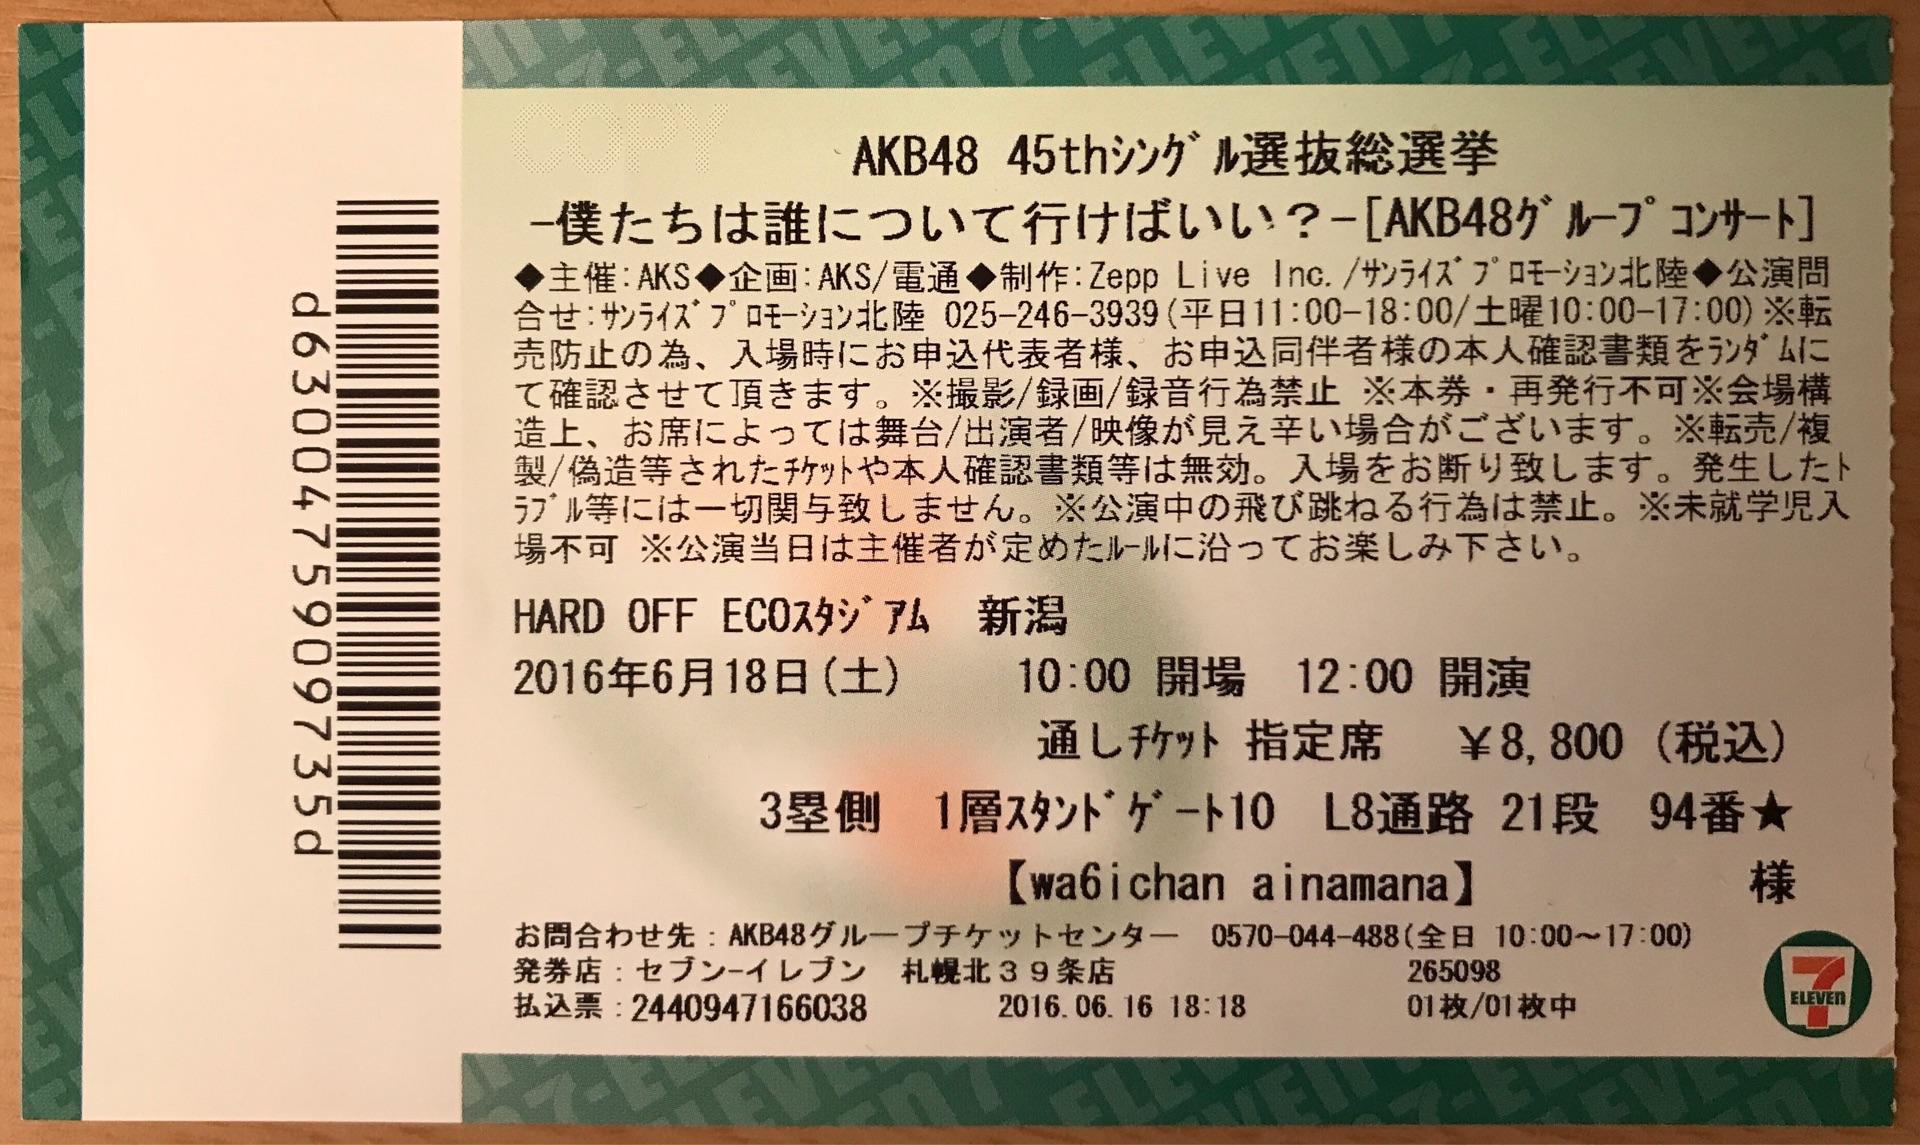 COPY
AKB48 45thｼﾝｸﾞﾙ選抜総選挙
-僕たちは誰について行けばいい？-[AKB48ｸﾞﾙｰﾌﾟｺﾝｻｰﾄ]
◆主催:AKS◆企画:AKS/電通◆制作:Zepp Live Inc./ｻﾝﾗｲｽﾞﾌﾟﾛﾓｰｼｮﾝ北陸◆公演問
合せ:ｻﾝﾗｲｽﾞﾌﾟﾛﾓｰｼｮﾝ北陸 025-246-3939(平日11:00-18:00/土曜10:00-17:00)※転
売防止の為、入場時にお申込代表者様、お申込同伴者様の本人確認書類をﾗﾝﾀﾞﾑに
て確認させて頂きます。※撮影/録画/録音行為禁止 ※本券・再発行不可※会場構
造上、お席によっては舞台/出演者/映像が見え辛い場合がございます。※転売/複
製/偽造等されたﾁｹｯﾄや本人確認書類等は無効。入場をお断り致します。発生したﾄ
ﾗﾌﾞﾙ等には一切関与致しません。※公演中の飛び跳ねる行為は禁止。※未就学児入
場不可 ※公演当日は主催者が定めたﾙｰﾙに沿ってお楽しみ下さい。
HARD OFF ECOｽﾀｼﾞｱﾑ 新潟
2016年6月18日(土) 10:00 開場 12:00 開演
通しﾁｹｯﾄ 指定席 ￥8,800 (税込)
3塁側 1層ｽﾀﾝﾄﾞｹﾞｰﾄ10 L8通路 21段 94番★
【wa6ichan ainamana】 様
お問合わせ先：AKB48グループチケットセンター 0570-044-488(全日 10:00〜17:00)
発券店：セブン-イレブン 札幌北３９条店 265098
払込票：2440947166038 2016.06.16 18:18 01枚/01枚中
7 ELEVEn
d6300475909735d